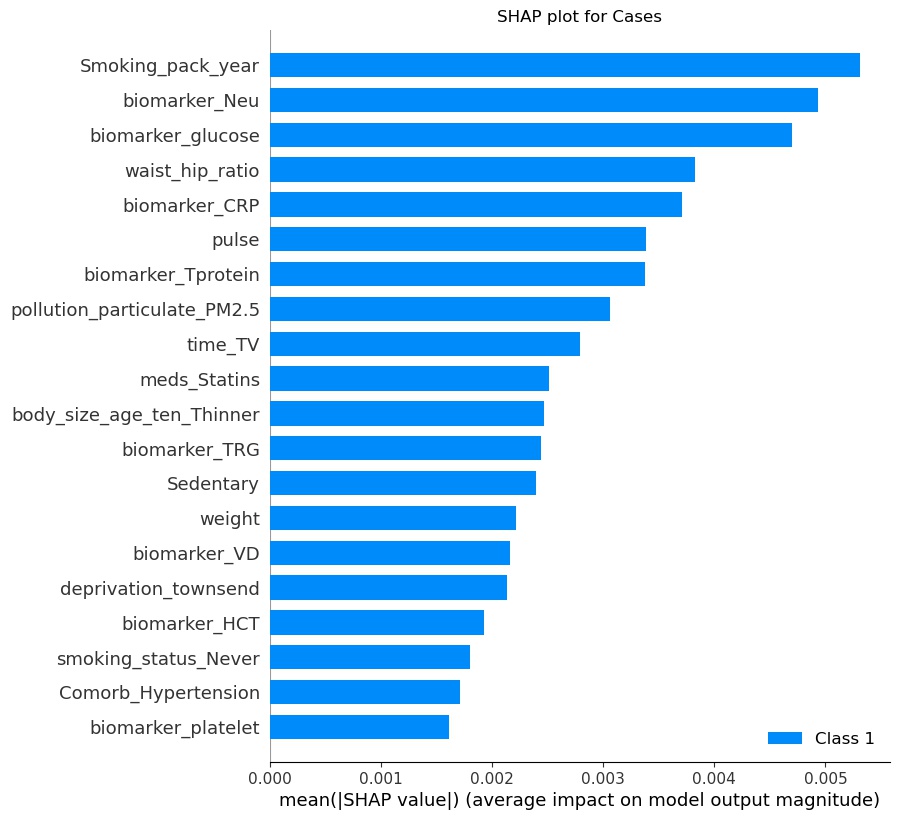 SHAP plot for Cases
Smoking_pack_year
biomarker_Neu
biomarker_glucose
waist_hip_ratio
biomarker_CRP
pulse
biomarker_Tprotein
pollution_particulate_PM2.5
time_TV
meds_Statins
body_size_age_ten_Thinner
biomarker_TRG
Sedentary
weight
biomarker_VD
deprivation_townsend
biomarker_HCT
smoking_status_Never
Comorb_Hypertension
biomarker_platelet
Class 1
0.000 0.001 0.002 0.003 0.004 0.005
mean(|SHAP value|) (average impact on model output magnitude)